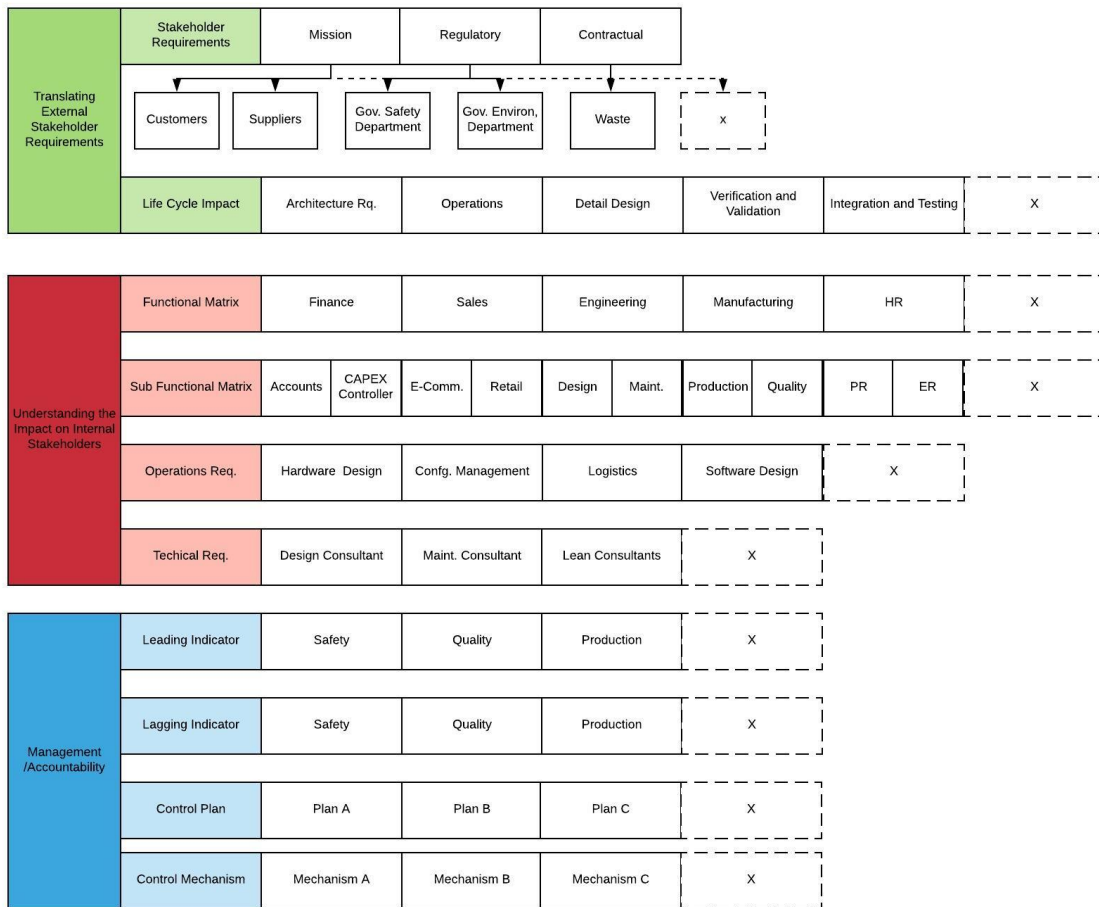 Translating
External
Stakeholder
Requirements
Stakeholder
Requirements
Mission
Regulatory
Contractual
Customers
Suppliers
Gov. Safety
Department
Gov. Environ,
Department
Waste
x
Life Cycle Impact
Architecture Rq.
Operations
Detail Design
Verification and
Validation
Integration and Testing
X
Understanding the
Impact on Internal
Stakeholders
Functional Matrix
Finance
Sales
Engineering
Manufacturing
HR
X
Sub Functional Matrix
Accounts
CAPEX
Controller
E-Comm.
Retail
Design
Maint.
Production
Quality
PR
ER
X
Operations Req.
Hardware Design
Confg. Management
Logistics
Software Design
X
Techical Req.
Design Consultant
Maint. Consultant
Lean Consultants
X
Management
/Accountability
Leading Indicator
Safety
Quality
Production
X
Lagging Indicator
Safety
Quality
Production
X
Control Plan
Plan A
Plan B
Plan C
X
Control Mechanism
Mechanism A
Mechanism B
Mechanism C
X